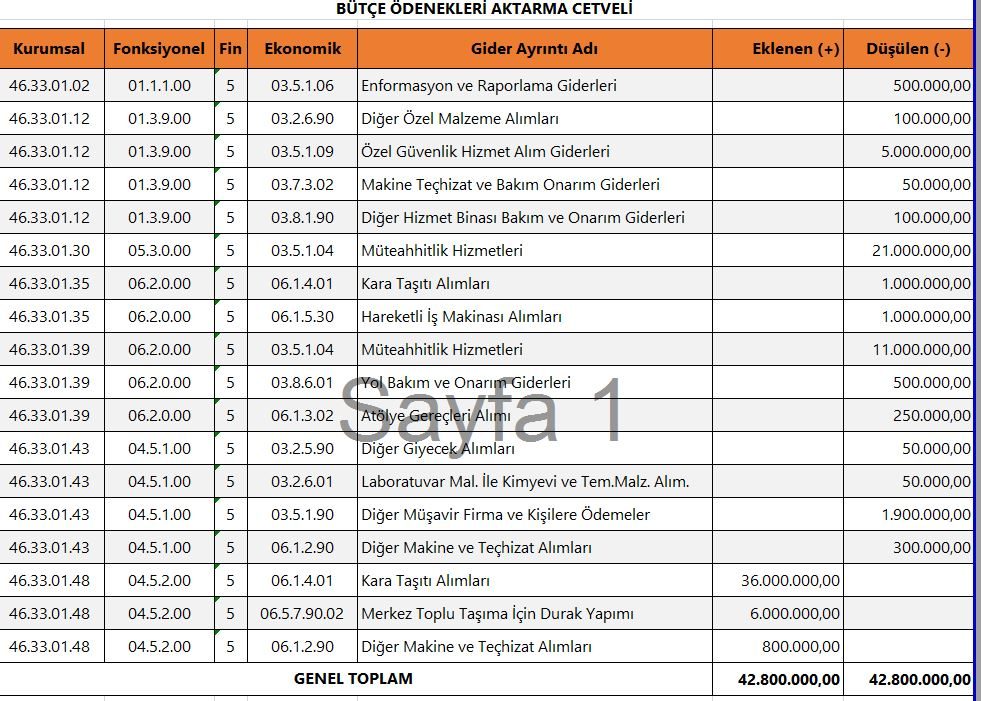 BÜTÇE ÖDENEKLERİ AKTARMA CETVELİ
Kurumsal Fonksiyonel Fin Ekonomik Gider Ayrıntı Adı Eklenen (+) Düşülen (-)
46.33.01.02 01.1.1.00 5 03.5.1.06 Enformasyon ve Raporlama Giderleri 500.000,00
46.33.01.12 01.3.9.00 5 03.2.6.90 Diğer Özel Malzeme Alımları 100.000,00
46.33.01.12 01.3.9.00 5 03.5.1.09 Özel Güvenlik Hizmet Alım Giderleri 5.000.000,00
46.33.01.12 01.3.9.00 5 03.7.3.02 Makine Teçhizat ve Bakım Onarım Giderleri 50.000,00
46.33.01.12 01.3.9.00 5 03.8.1.90 Diğer Hizmet Binası Bakım ve Onarım Giderleri 100.000,00
46.33.01.30 05.3.0.00 5 03.5.1.04 Müteahhitlik Hizmetleri 21.000.000,00
46.33.01.35 06.2.0.00 5 06.1.4.01 Kara Taşıtı Alımları 1.000.000,00
46.33.01.35 06.2.0.00 5 06.1.5.30 Hareketli İş Makinası Alımları 1.000.000,00
46.33.01.39 06.2.0.00 5 03.5.1.04 Müteahhitlik Hizmetleri 11.000.000,00
46.33.01.39 06.2.0.00 5 03.8.6.01 Yol Bakım ve Onarım Giderleri 500.000,00
46.33.01.39 06.2.0.00 5 06.1.3.02 Atölye Gereçleri Alımı 250.000,00
Sayfa 1
46.33.01.43 04.5.1.00 5 03.2.5.90 Diğer Giyecek Alımları 50.000,00
46.33.01.43 04.5.1.00 5 03.2.6.01 Laboratuvar Mal. İle Kimyevi ve Tem.Malz. Alım. 50.000,00
46.33.01.43 04.5.1.00 5 03.5.1.90 Diğer Müşavir Firma ve Kişilere Ödemeler 1.900.000,00
46.33.01.43 04.5.1.00 5 06.1.2.90 Diğer Makine ve Teçhizat Alımları 300.000,00
46.33.01.48 04.5.2.00 5 06.1.4.01 Kara Taşıtı Alımları 36.000.000,00
46.33.01.48 04.5.2.00 5 06.5.7.90.02 Merkez Toplu Taşıma İçin Durak Yapımı 6.000.000,00
46.33.01.48 04.5.2.00 5 06.1.2.90 Diğer Makine ve Teçhizat Alımları 800.000,00
GENEL TOPLAM 42.800.000,00 42.800.000,00